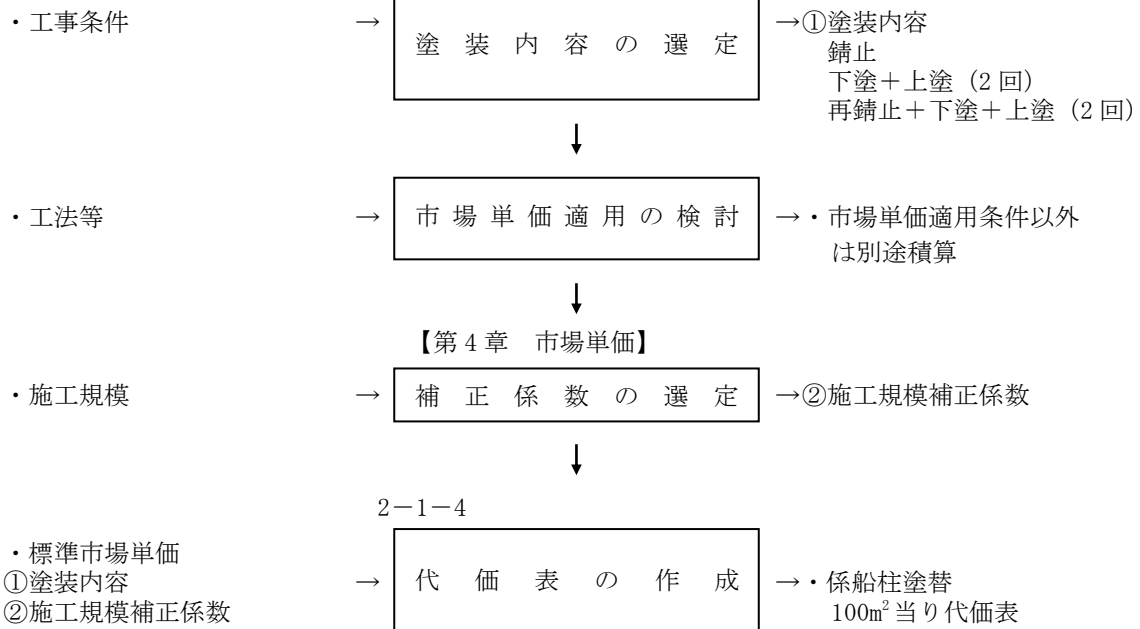 ・工事条件 → 塗装内容の選定 →①塗装内容
錆止
下塗＋上塗（2回）
再錆止＋下塗＋上塗（2回）
↓
・工法等 → 市場単価適用の検討 →・市場単価適用条件以外
は別途積算
↓
【第4章 市場単価】
・施工規模 → 補正係数の選定 →②施工規模補正係数
↓
2－1－4
・標準市場単価
①塗装内容 → 代価表の作成 →・係船柱塗替
②施工規模補正係数 100m²当り代価表